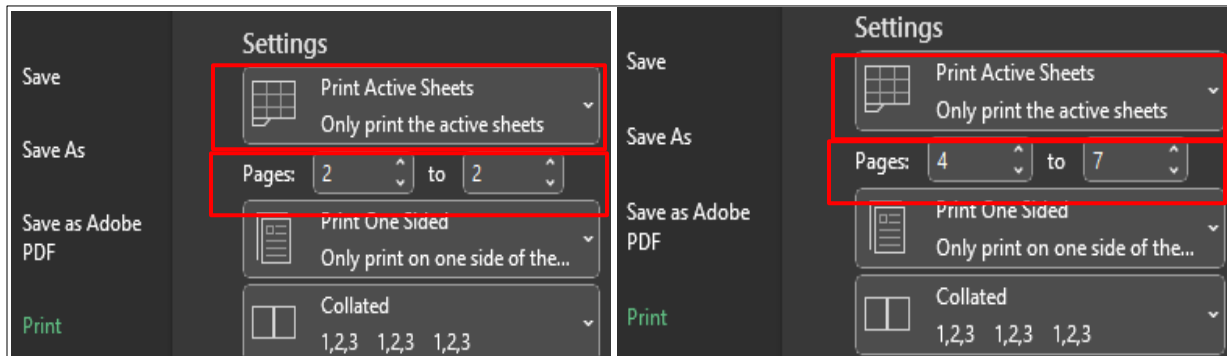 Settings
Save
Print Active Sheets
Only print the active sheets
Save As
Pages: 2 to 2
Save as Adobe
PDF
Print One Sided
Only print on one side of the...
Print
Collated
1,2,3 1,2,3 1,2,3
Settings
Save
Print Active Sheets
Only print the active sheets
Save As
Pages: 4 to 7
Save as Adobe
PDF
Print One Sided
Only print on one side of the...
Print
Collated
1,2,3 1,2,3 1,2,3